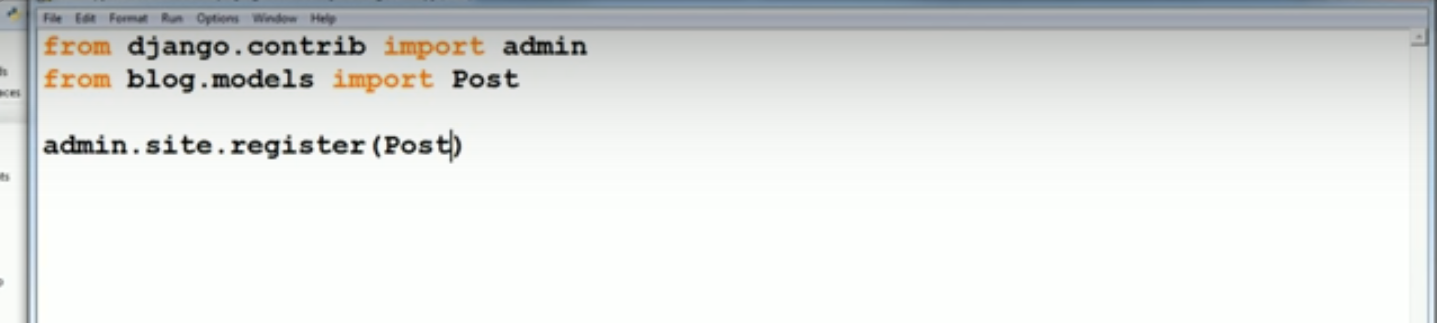 File Edit Format Run Options Window Help
from django.contrib import admin
from blog.models import Post
admin.site.register(Post)